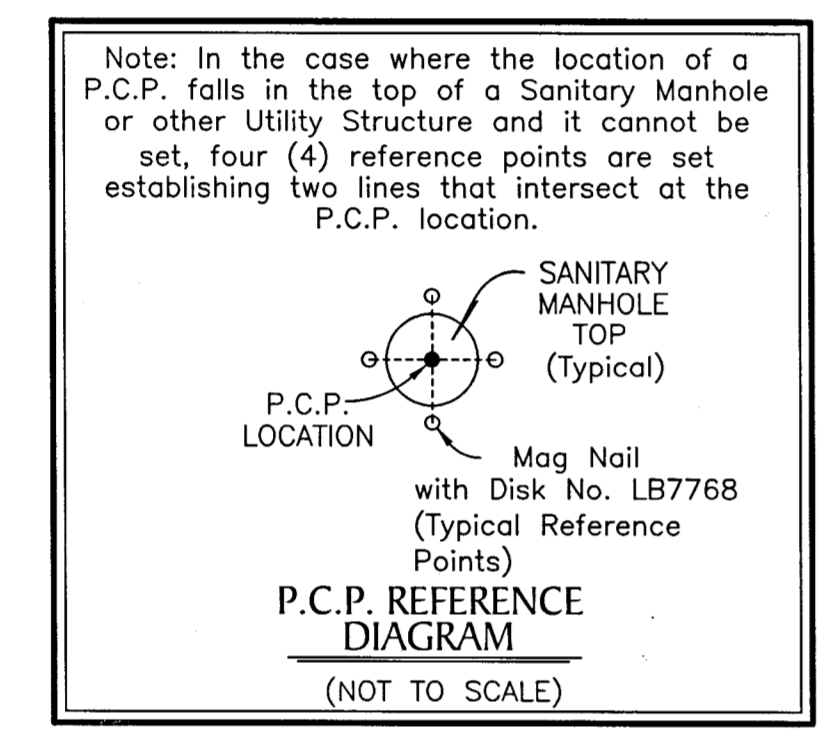 Note: In the case where the location of a
P.C.P. falls in the top of a Sanitary Manhole
or other Utility Structure and it cannot be
set, four (4) reference points are set
establishing two lines that intersect at the
P.C.P. location.
SANITARY
MANHOLE
TOP
(Typical)
P.C.P.
LOCATION
Mag Nail
with Disk No. LB7768
(Typical Reference
Points)
P.C.P. REFERENCE
DIAGRAM
(NOT TO SCALE)